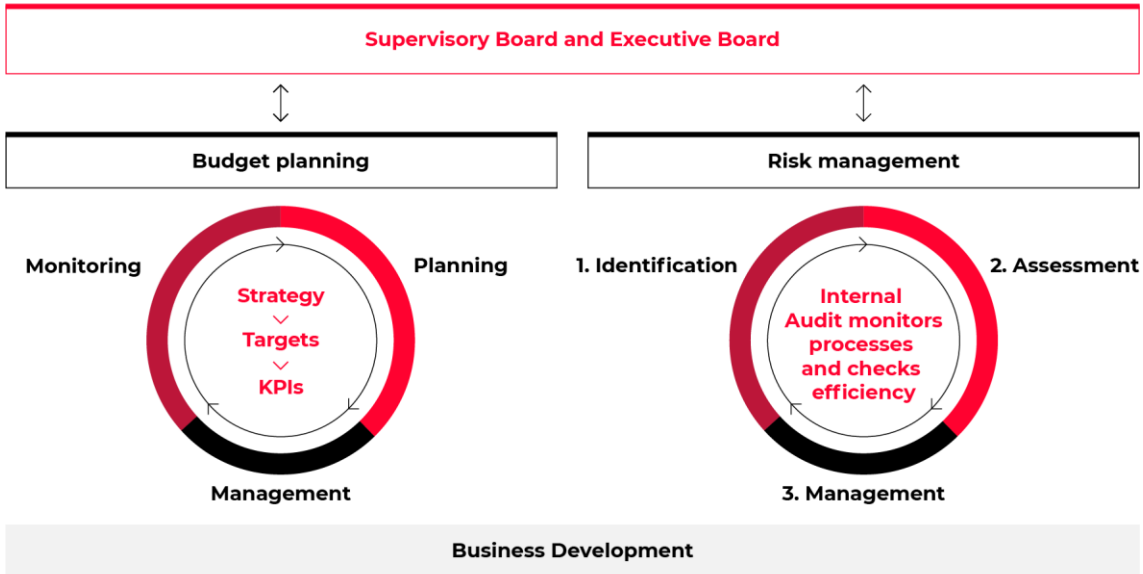 Supervisory Board and Executive Board
Budget planning
Risk management
Monitoring
Planning
Strategy
Targets
KPIs
Management
1. Identification
2. Assessment
Internal
Audit monitors
processes
and checks
efficiency
3. Management
Business Development